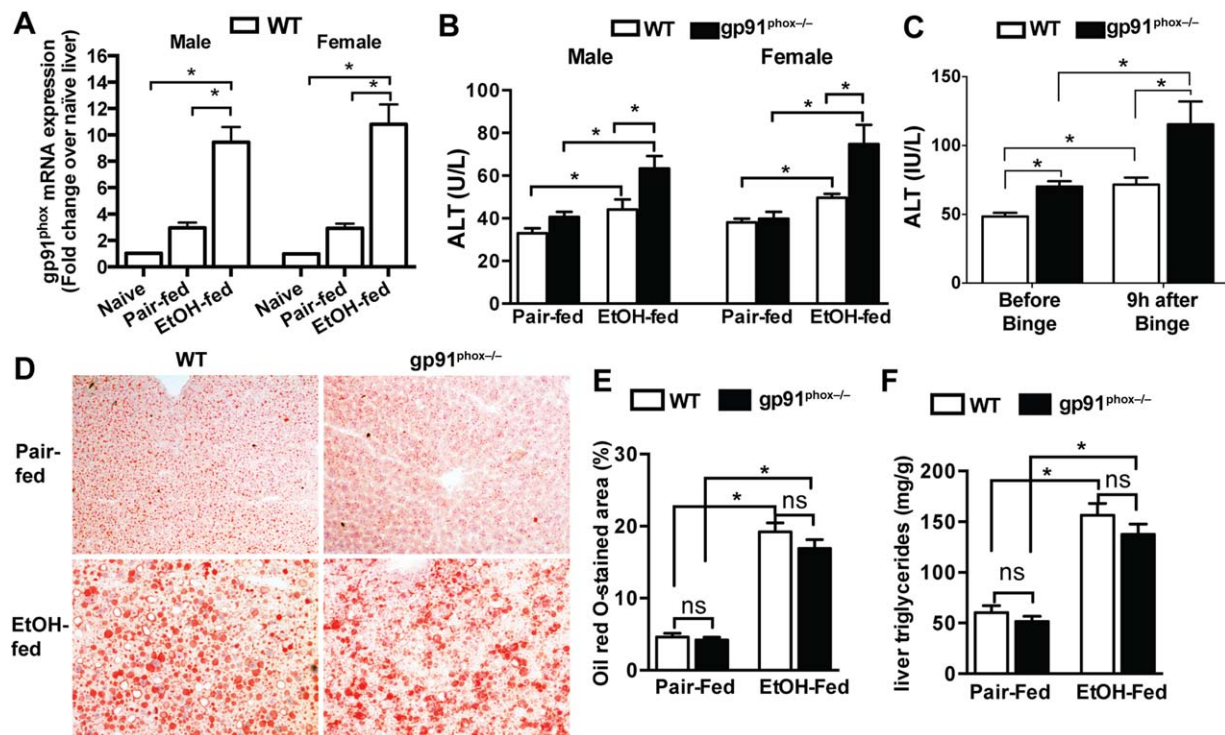 A
WT
Male
Female
gp91phox mRNA expression
(Fold change over naïve liver)
16
14
12
10
8
6
4
2
0
*
*
*
*
Naive
Pair-fed
EtOH-fed
Naive
Pair-fed
EtOH-fed
B
WT
gp91phox–/–
Male
Female
ALT (U/L)
100
80
60
40
20
0
*
*
*
*
*
*
Pair-fed
EtOH-fed
Pair-fed
EtOH-fed
C
WT
gp91phox–/–
ALT (IU/L)
150
100
50
0
*
*
*
*
Before
Binge
9h after
Binge
D
WT
gp91phox–/–
Pair-
fed
EtOH-
fed
E
WT
gp91phox–/–
Oil red O-stained area (%)
30
20
10
0
*
*
ns
ns
Pair-Fed
EtOH-Fed
F
WT
gp91phox–/–
liver triglycerides (mg/g)
200
150
100
50
0
*
*
ns
ns
Pair-Fed
EtOH-Fed